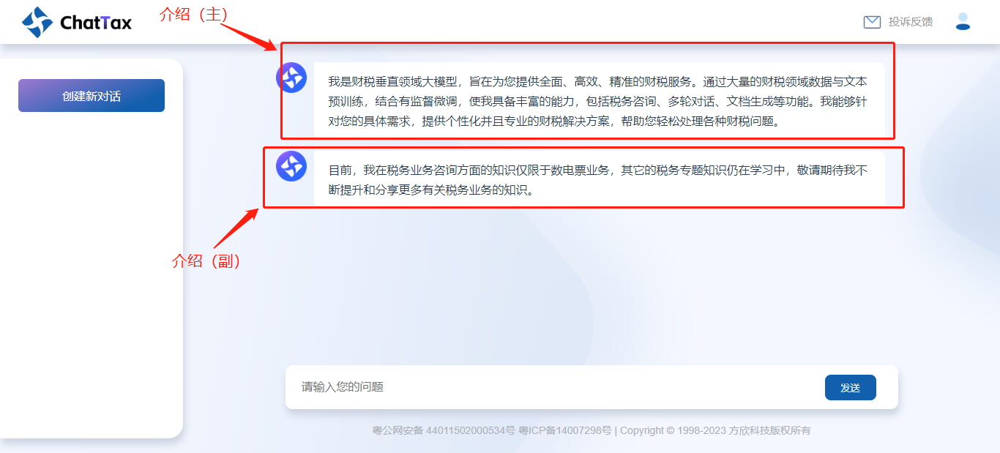 ChatTax
介绍（主）
投诉反馈
创建新对话
我是财税垂直领域大模型，旨在为您提供全面、高效、精准的财税服务。通过大量的财税领域数据与文本
预训练，结合有监督微调，使我具备丰富的能力，包括税务咨询、多轮对话、文档生成等功能。我能够针
对您的具体需求，提供个性化并且专业的财税解决方案，帮助您轻松处理各种财税问题。
目前，我在税务业务咨询方面的知识仅限于数电票业务，其它的税务专题知识仍在学习中，敬请期待我不
断提升和分享更多有关税务业务的知识。
介绍（副）
请输入您的问题
发送
粤公网安备 44011502000534号 粤ICP备14007298号 | Copyright © 1998-2023 方欣科技版权所有